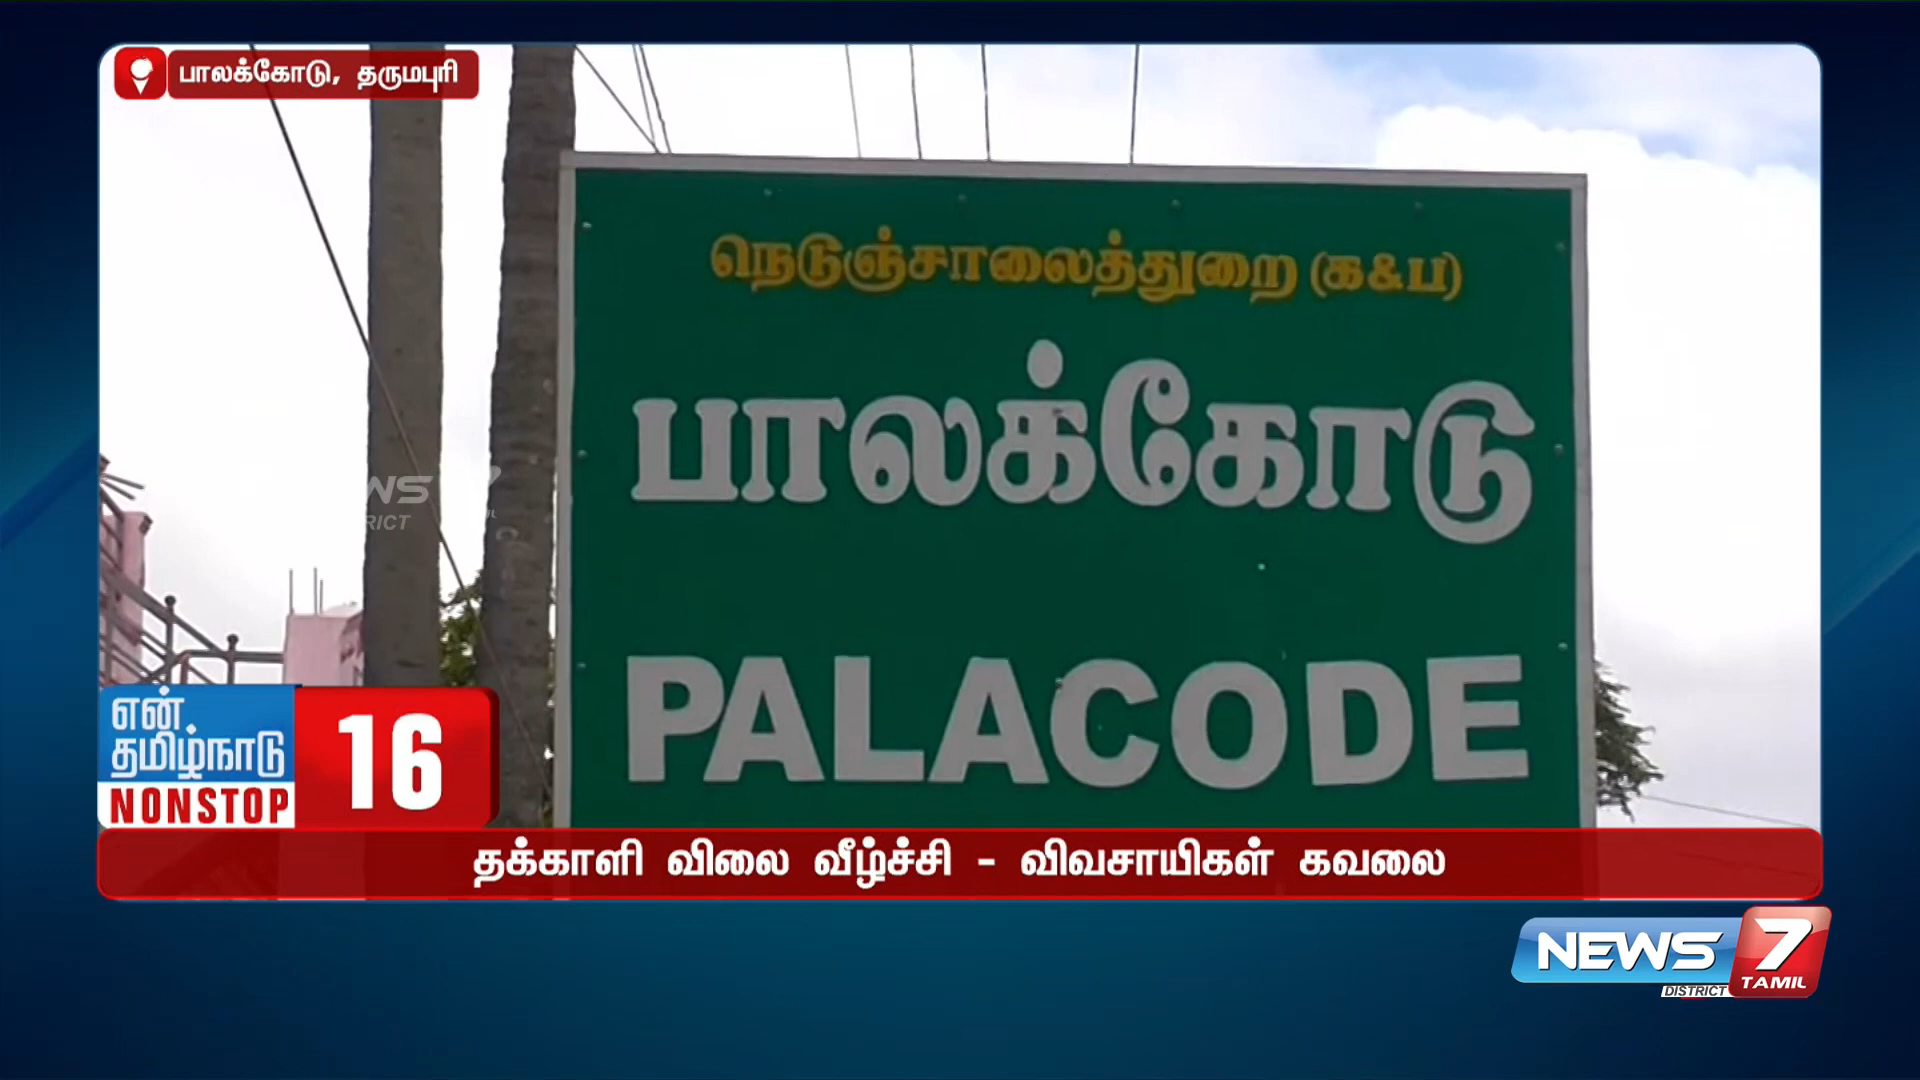 பாலக்கோடு, தருமபுரி
நெடுஞ்சாலைத்துறை (க&ப)
பாலக்கோடு
PALACODE
என்
தமிழ்நாடு
NONSTOP
16
தக்காளி விலை வீழ்ச்சி - விவசாயிகள் கவலை
NEWS 7
DISTRICT TAMIL